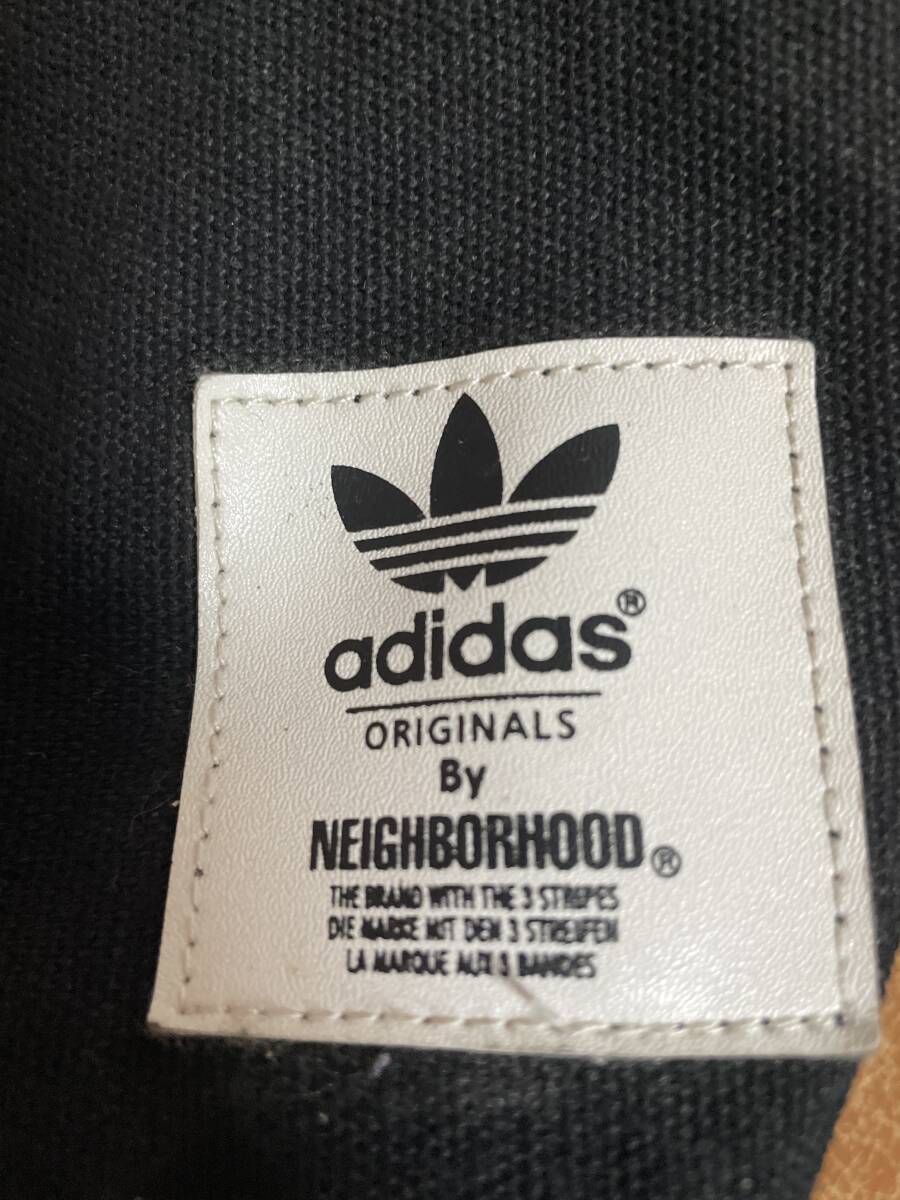 adidas®
ORIGINALS
By
NEIGHBORHOOD®
THE BRAND WITH THE 3 STRIPES
DIE MARKE MIT DEN 3 STREIFEN
LA MARQUE AUX 3 BANDES